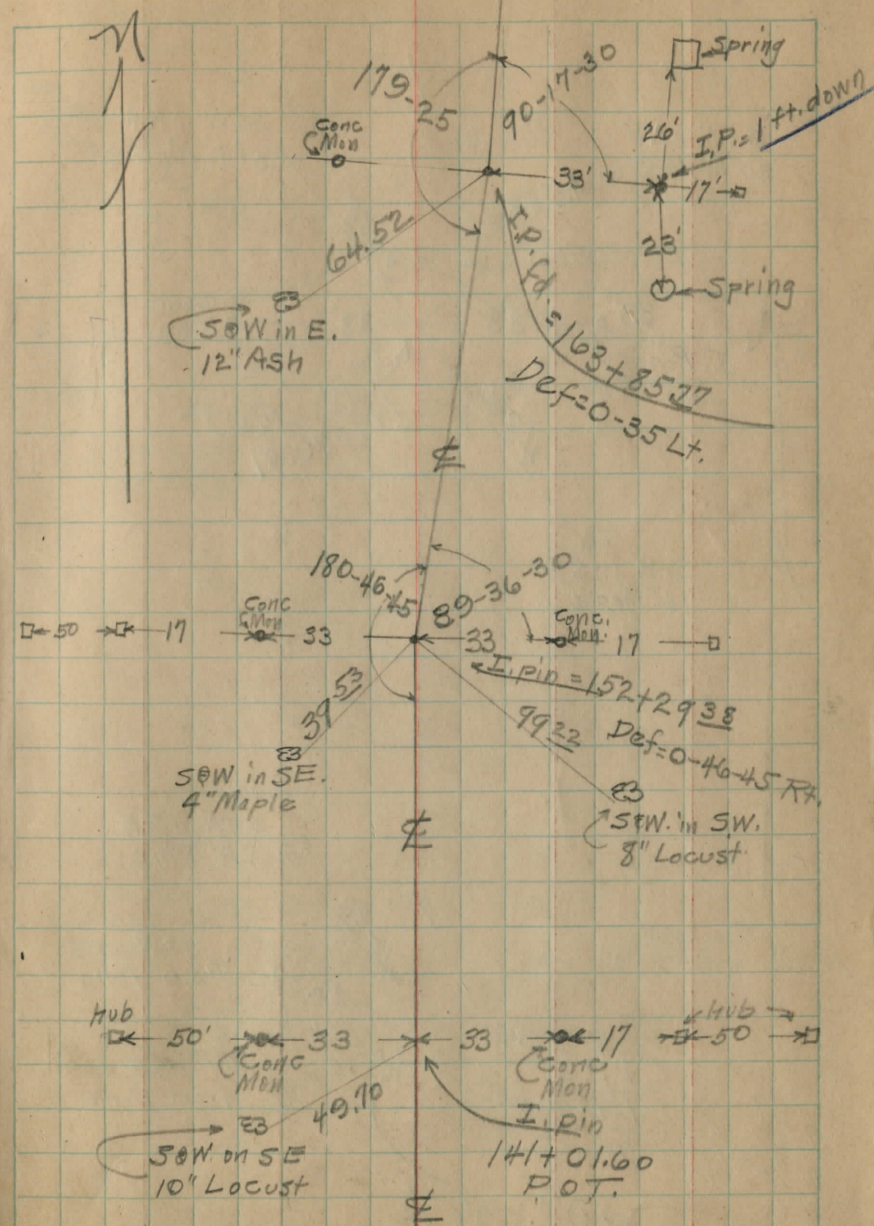 N
Spring
179-25
90-17-30
26'
I.P. = 1 ft. down
Conc
Mon
33'
17'
64.52
23'
Spring
S&W in E.
12" Ash
I.P. fd. = 163+8527
Def=0-35 Lt.
℄
180-46-45
89-36-30
50
17
Conc
Mon
33
33
Conc.
Mon.
17
I. pin = 152+29 38
Def=0-46-45 Rt.
39 53
99 22
S&W in SE.
4" Maple
S&W. in S.W.
8" Locust
℄
Hub
Hub
50'
33
33
17
50
Conc
Mon
Conc
Mon
49.70
I. pin
141+01.60
P.O.T.
S&W on SE
10" Locust
℄